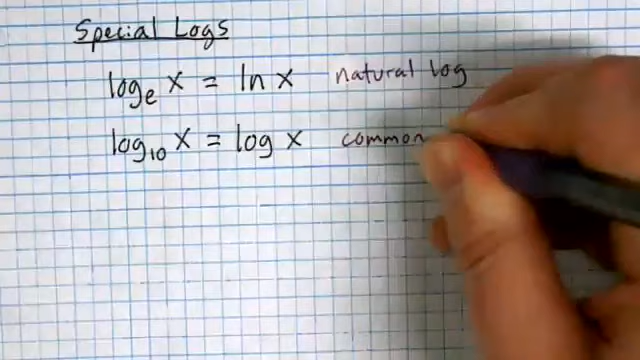 Special Logs
logₑ x = ln x natural log
log₁₀ x = log x common